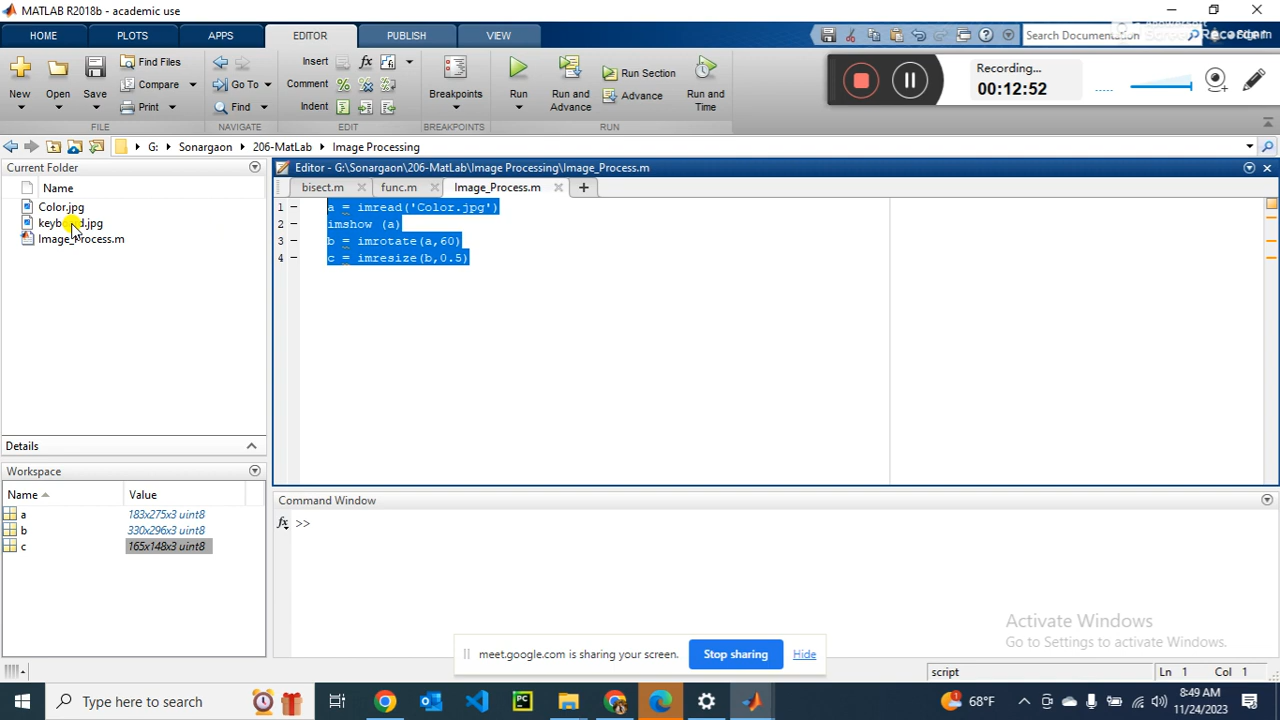 MATLAB R2018b - academic use
HOME PLOTS APPS EDITOR PUBLISH VIEW Search Documentation
New Open Save Find Files Compare Print Go To Find
Insert Comment Indent Breakpoints Run Run and Advance Run Section Advance Run and Time
Recording...
00:12:52
FILE NAVIGATE EDIT BREAKPOINTS RUN
G: Sonargaon 206-MatLab Image Processing
Current Folder
Name
Color.jpg
Image_Process.m
Editor - G:\Sonargaon\206-MatLab\Image Processing\Image_Process.m
bisect.m func.m Image_Process.m
1 a = imread('Color.jpg')
2 imshow (a)
3 b = imrotate(a,60)
4 c = imresize(b,0.5)
Details
Workspace
Name Value
a 183x275x3 uint8
b 330x296x3 uint8
c 165x148x3 uint8
Command Window
fx >>
Activate Windows
Go to Settings to activate Windows.
meet.google.com is sharing your screen. Stop sharing Hide
script Ln 1 Col 1
Type here to search
68°F
8:49 AM
11/24/2023